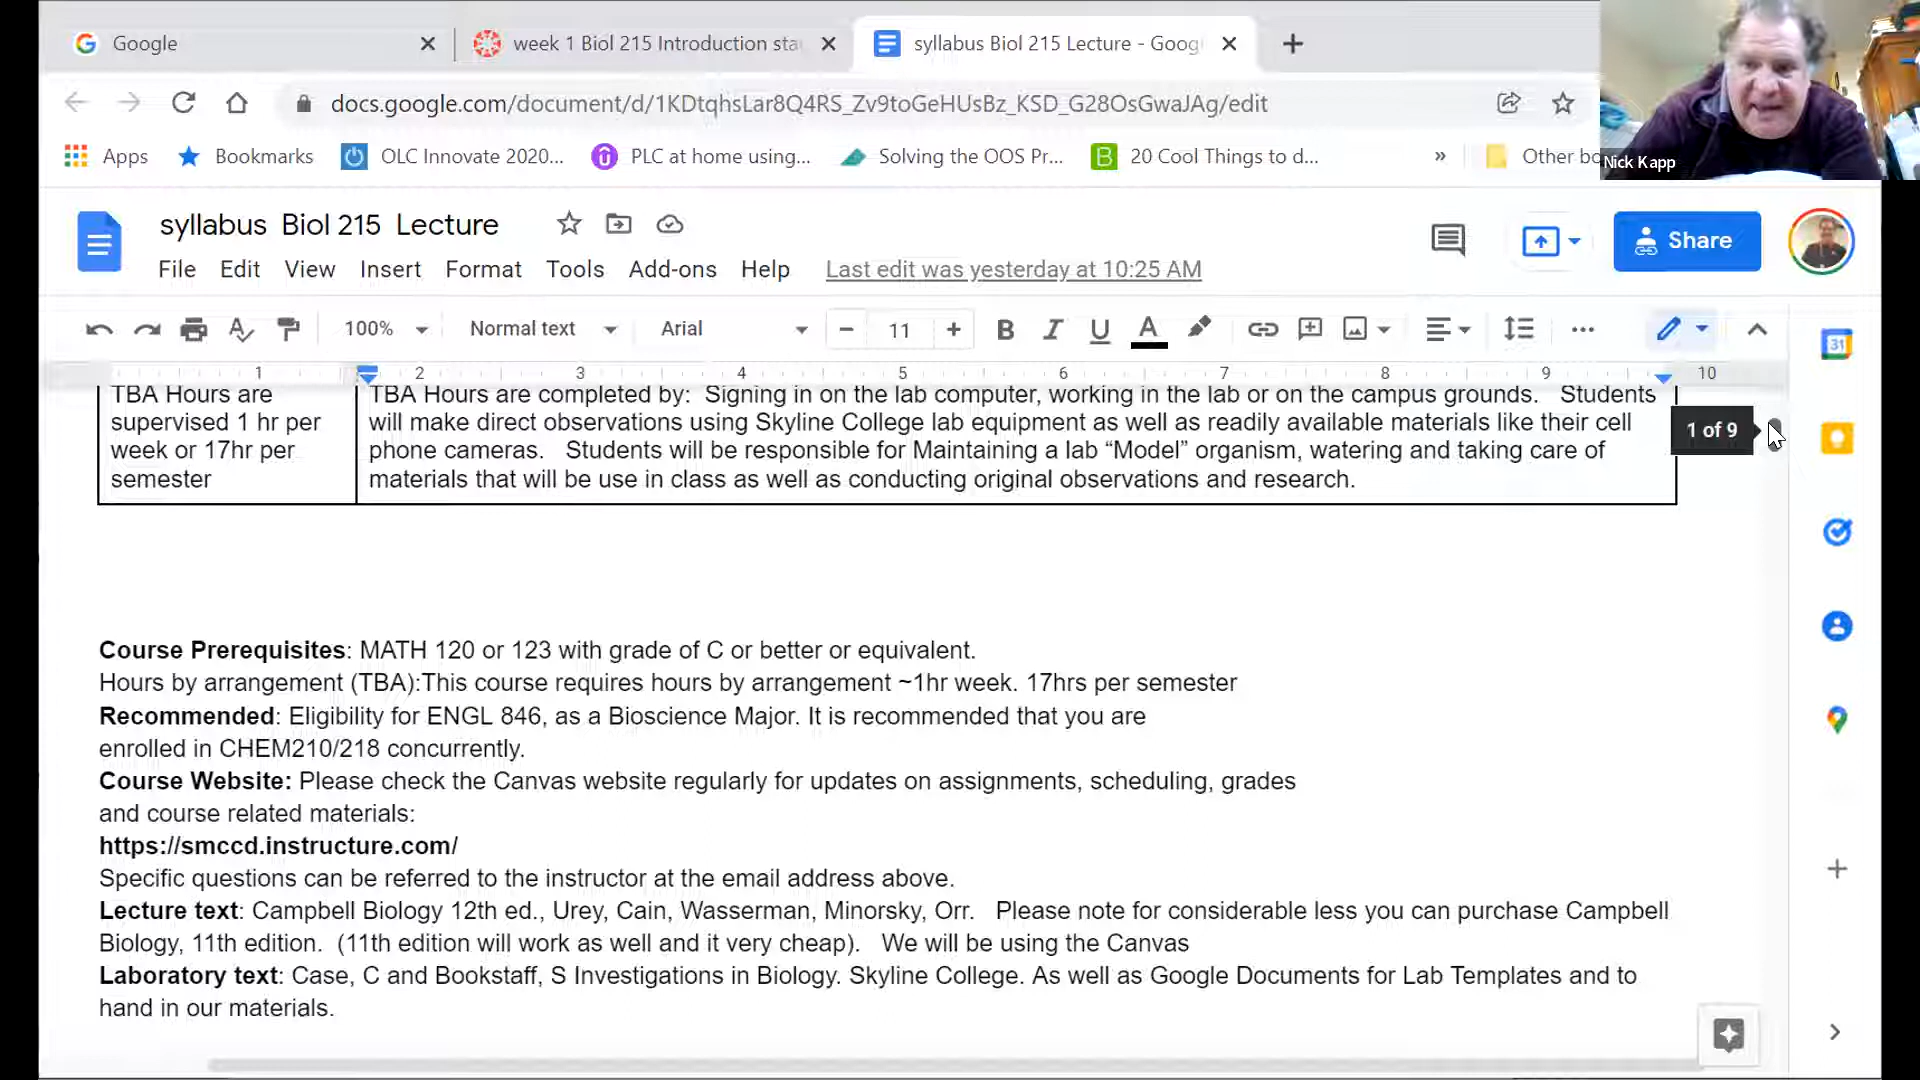 Google
week 1 Biol 215 Introduction sta
syllabus Biol 215 Lecture - Goog
docs.google.com/document/d/1KDtqhsLar8Q4RS_Zv9toGeHUsBz_KSD_G28OsGwaJAg/edit
Apps Bookmarks OLC Innovate 2020... PLC at home using... Solving the OOS Pr... 20 Cool Things to d... » Other bo
Nick Kapp
syllabus Biol 215 Lecture
Share
File Edit View Insert Format Tools Add-ons Help Last edit was yesterday at 10:25 AM
100% Normal text Arial 11 B I U A
1 2 3 4 5 6 7 8 9 10
31
TBA Hours are
supervised 1 hr per
week or 17hr per
semester
TBA Hours are completed by: Signing in on the lab computer, working in the lab or on the campus grounds. Students
will make direct observations using Skyline College lab equipment as well as readily available materials like their cell
phone cameras. Students will be responsible for Maintaining a lab “Model” organism, watering and taking care of
materials that will be use in class as well as conducting original observations and research.
1 of 9
Course Prerequisites: MATH 120 or 123 with grade of C or better or equivalent.
Hours by arrangement (TBA):This course requires hours by arrangement ~1hr week. 17hrs per semester
Recommended: Eligibility for ENGL 846, as a Bioscience Major. It is recommended that you are
enrolled in CHEM210/218 concurrently.
Course Website: Please check the Canvas website regularly for updates on assignments, scheduling, grades
and course related materials:
https://smccd.instructure.com/
Specific questions can be referred to the instructor at the email address above.
Lecture text: Campbell Biology 12th ed., Urey, Cain, Wasserman, Minorsky, Orr. Please note for considerable less you can purchase Campbell
Biology, 11th edition. (11th edition will work as well and it very cheap). We will be using the Canvas
Laboratory text: Case, C and Bookstaff, S Investigations in Biology. Skyline College. As well as Google Documents for Lab Templates and to
hand in our materials.